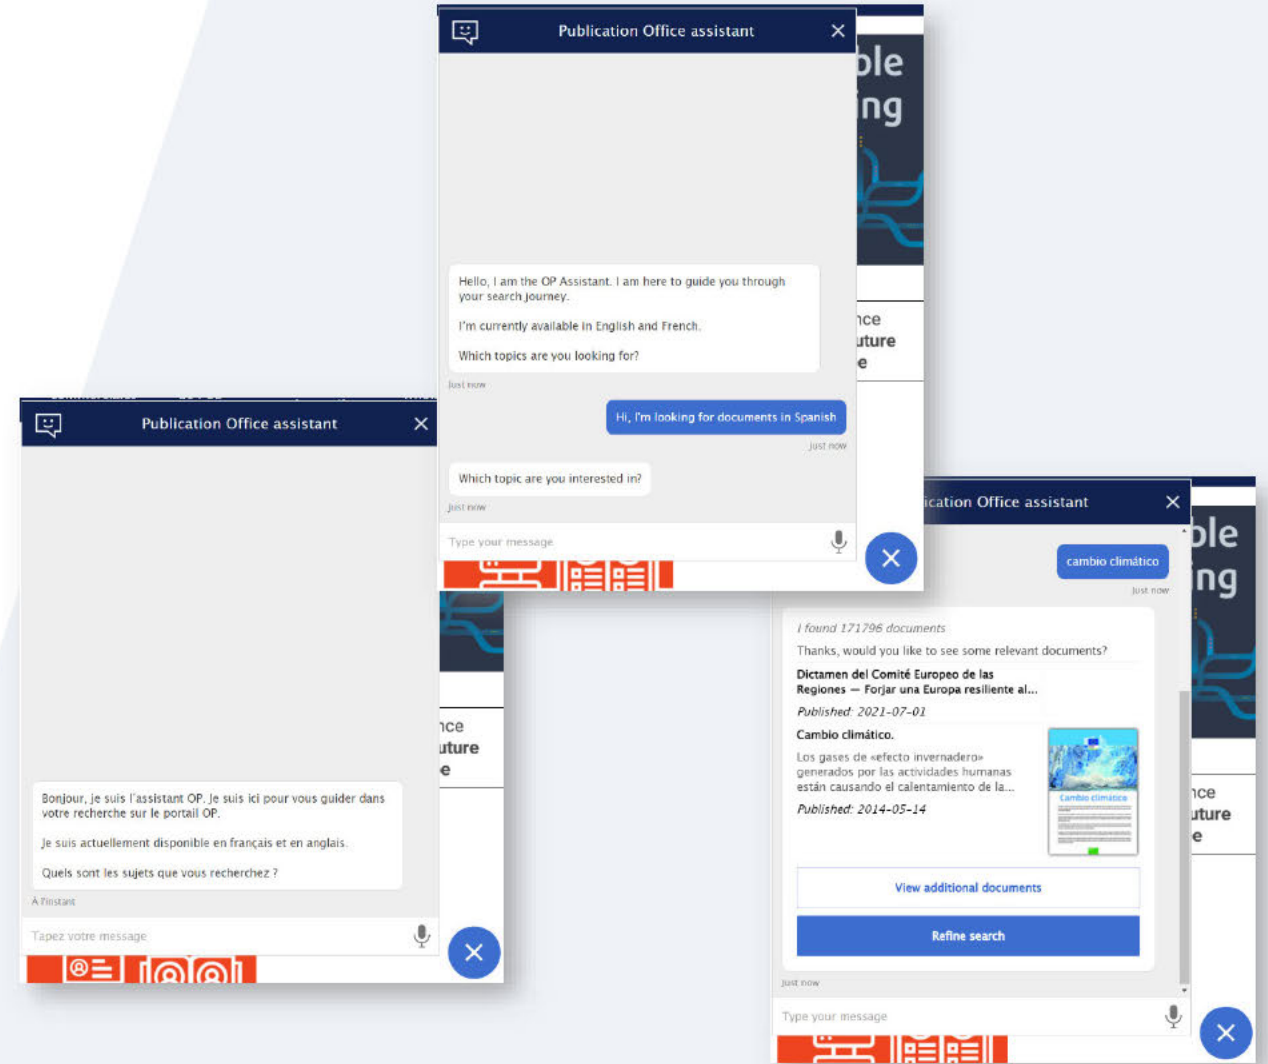 Publication Office assistant
ble
ing
Hello, I am the OP Assistant. I am here to guide you through
your search journey.
I'm currently available in English and French.
Which topics are you looking for?
Just now
Hi, I'm looking for documents in Spanish
Just now
Which topic are you interested in?
Just now
Type your message
nce
uture
e
Publication Office assistant
Bonjour, je suis l'assistant OP. Je suis ici pour vous guider dans
votre recherche sur le portail OP.
Je suis actuellement disponible en français et en anglais.
Quels sont les sujets que vous recherchez ?
À l'instant
Tapez votre message
nce
uture
e
ication Office assistant
ble
ing
cambio climático
Just now
I found 171796 documents
Thanks, would you like to see some relevant documents?
Dictamen del Comité Europeo de las
Regiones — Forjar una Europa resiliente al...
Published: 2021-07-01
Cambio climático.
Los gases de «efecto invernadero»
generados por las actividades humanas
están causando el calentamiento de la...
Published: 2014-05-14
Cambio climático
View additional documents
Refine search
Just now
Type your message
nce
uture
e